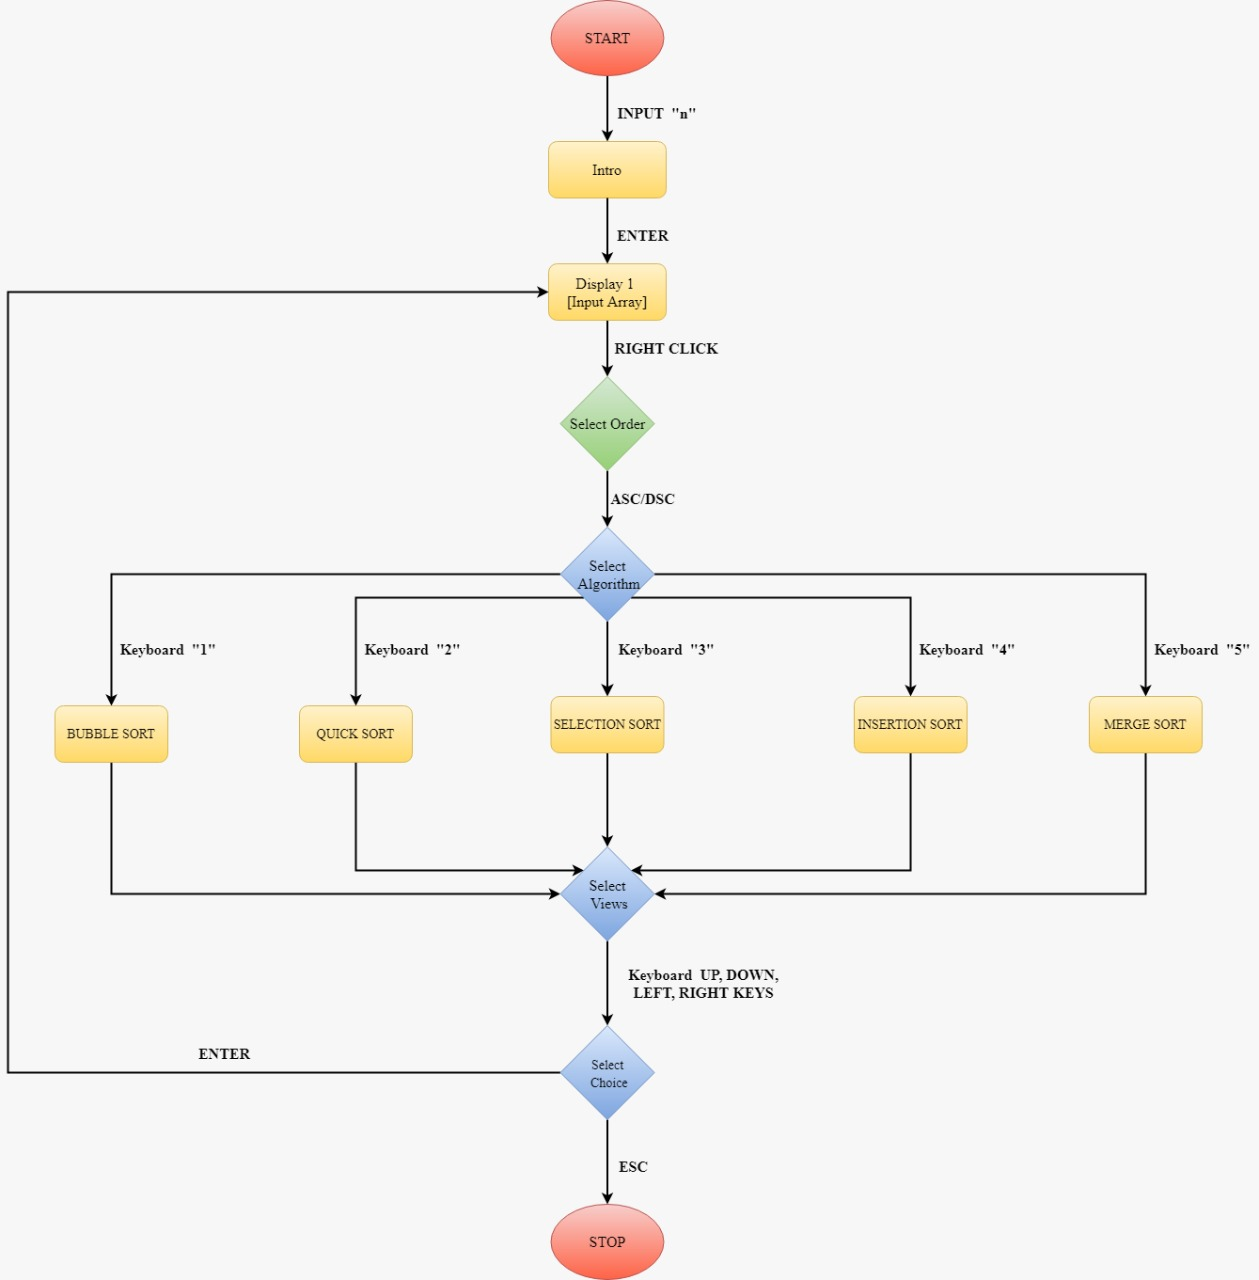 START
INPUT "n"
Intro
ENTER
Display 1
[Input Array]
RIGHT CLICK
Select Order
ASC/DSC
Select
Algorithm
Keyboard "1"
Keyboard "2"
Keyboard "3"
Keyboard "4"
Keyboard "5"
BUBBLE SORT
QUICK SORT
SELECTION SORT
INSERTION SORT
MERGE SORT
Select
Views
Keyboard UP, DOWN,
LEFT, RIGHT KEYS
ENTER
Select
Choice
ESC
STOP